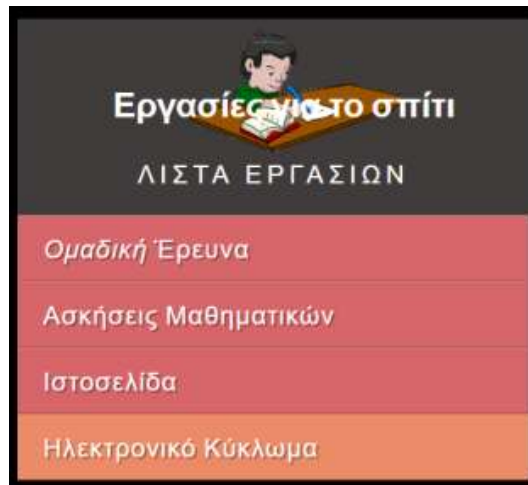 Εργασίες για το σπίτι
ΛΙΣΤΑ ΕΡΓΑΣΙΩΝ
Ομαδική Έρευνα
Ασκήσεις Μαθηματικών
Ιστοσελίδα
Ηλεκτρονικό Κύκλωμα